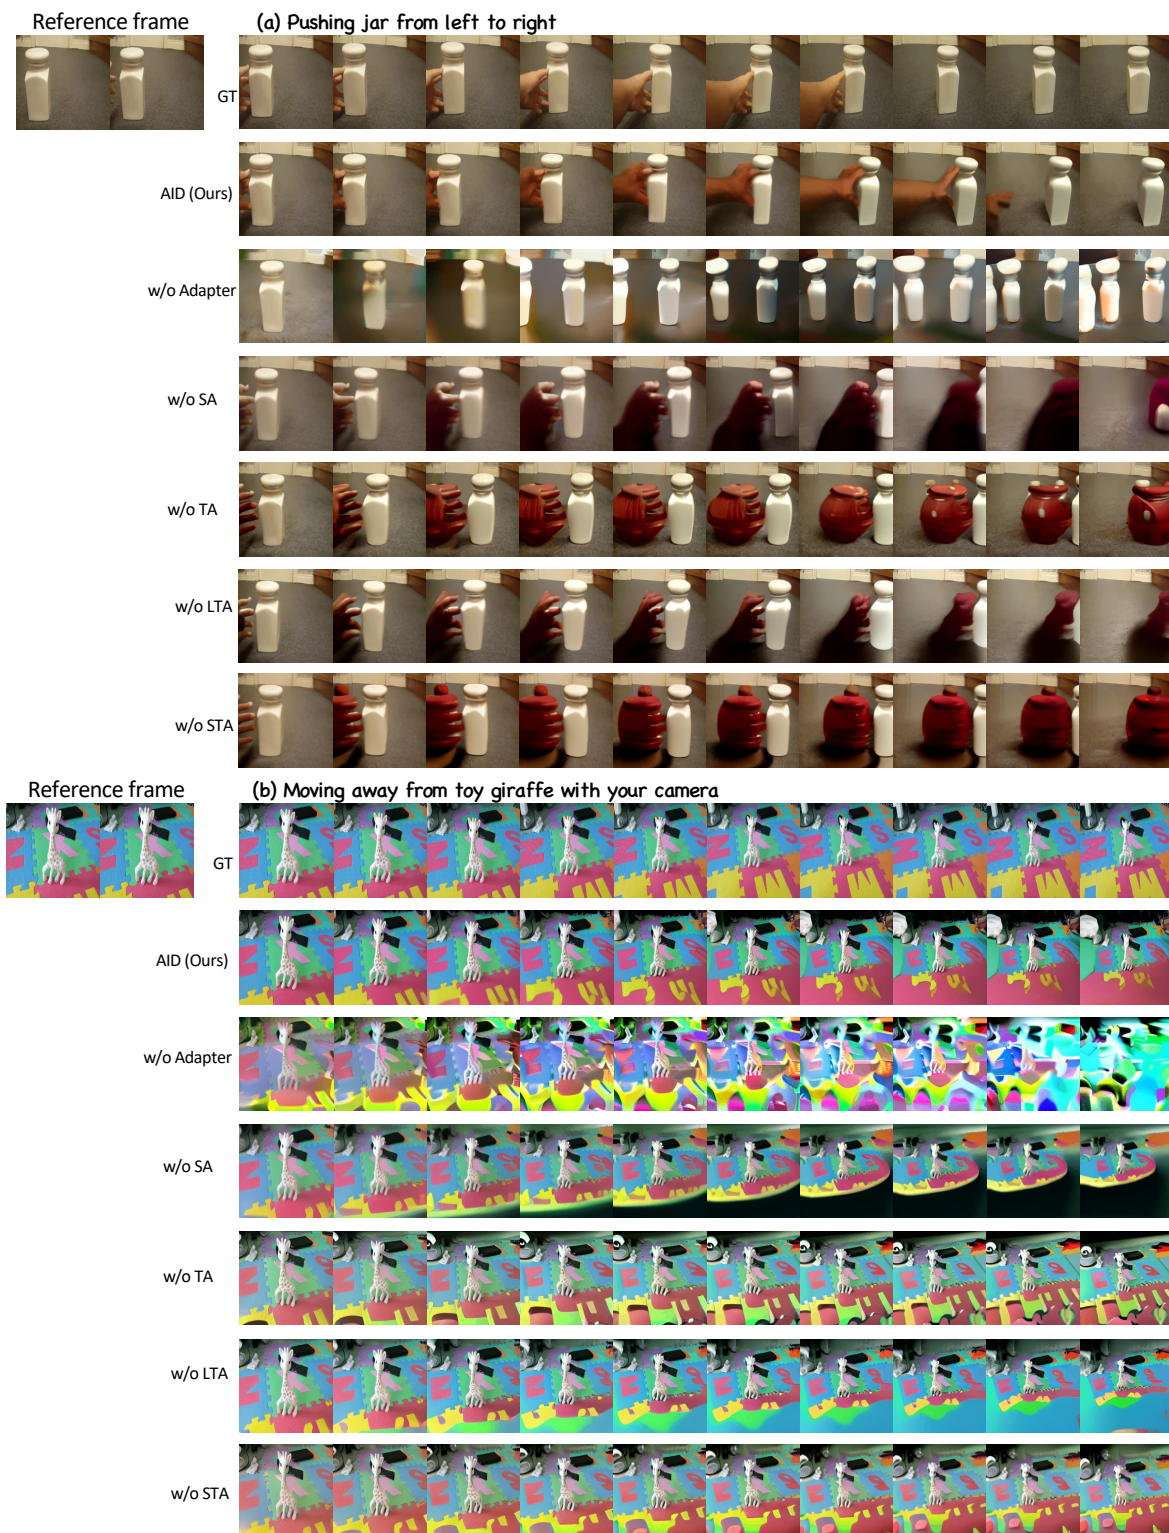 Reference frame
(a) Pushing jar from left to right
GT
AID (Ours)
w/o Adapter
w/o SA
w/o TA
w/o LTA
w/o STA
Reference frame
(b) Moving away from toy giraffe with your camera
GT
AID (Ours)
w/o Adapter
w/o SA
w/o TA
w/o LTA
w/o STA